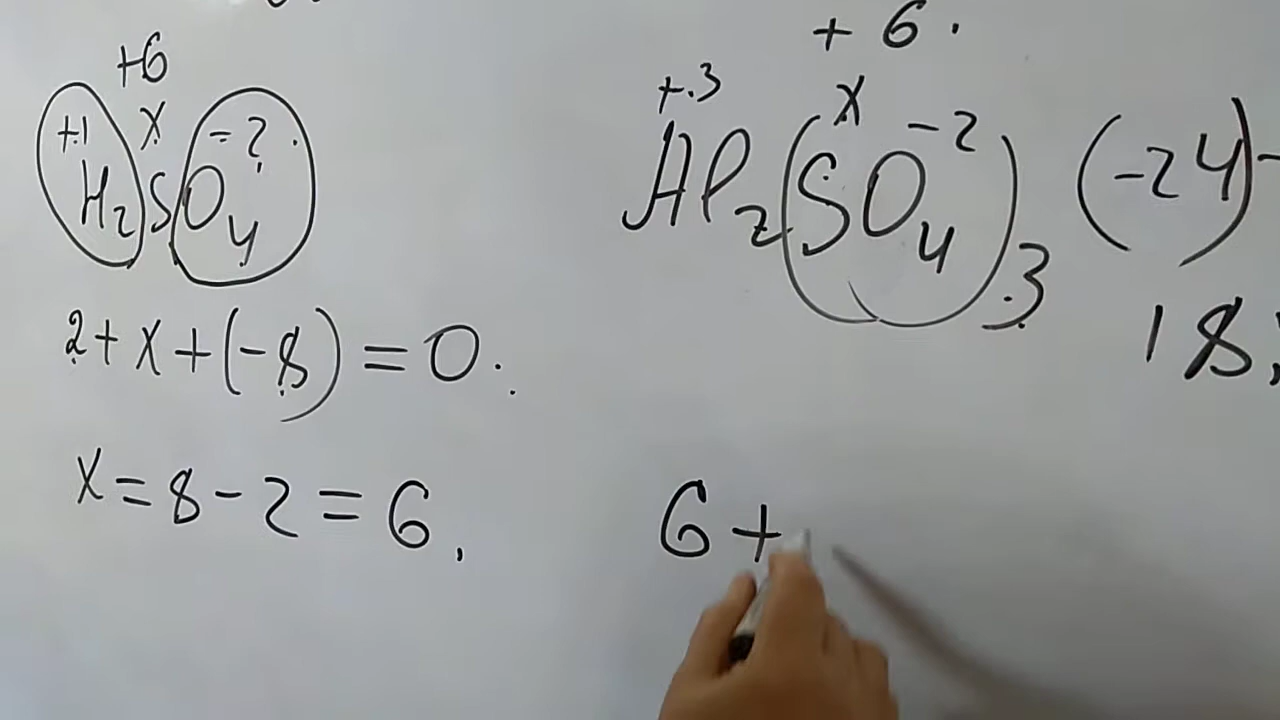 +6
+1 x -2
H₂SO₄
2 + x + (-8) = 0
x = 8 - 2 = 6,
+6
+3 x -2
Al₂(SO₄)₃ (-24)-
18
6 +